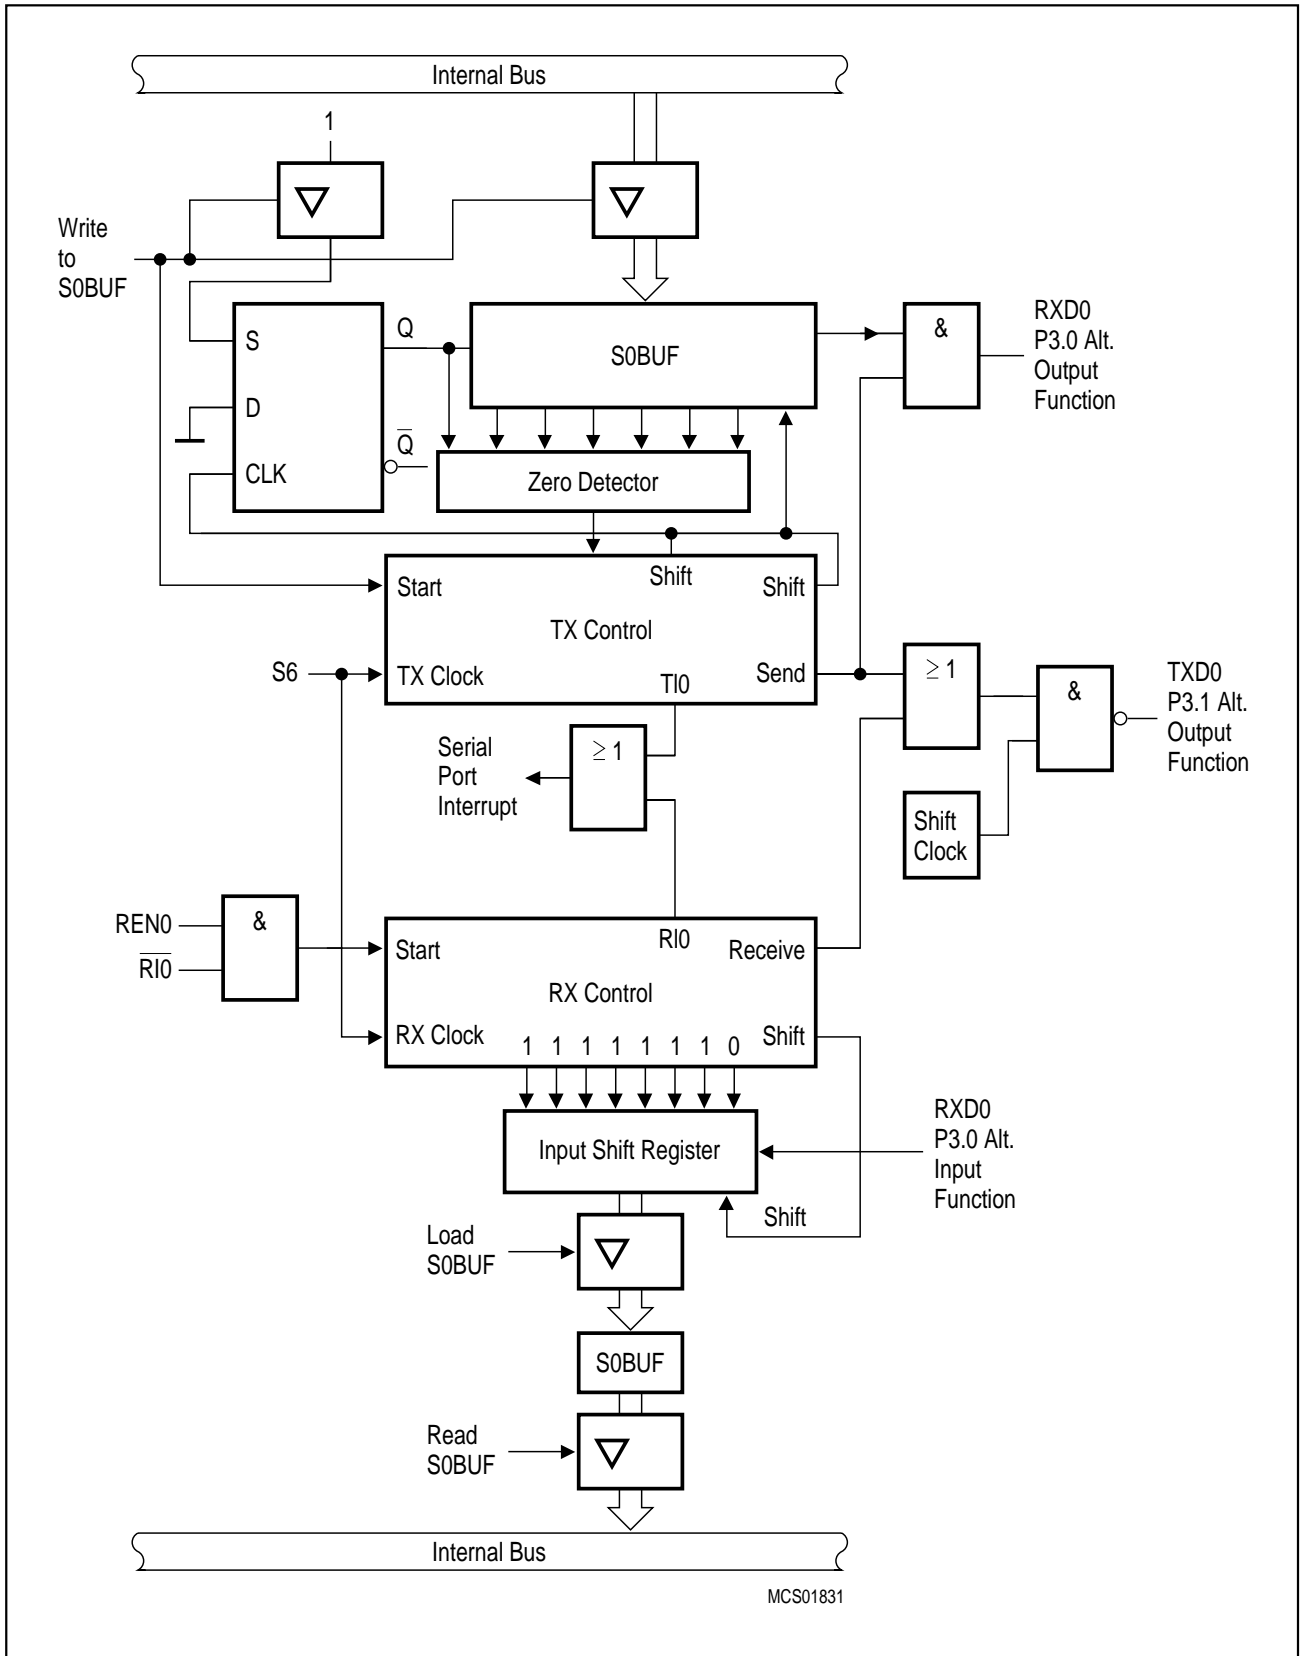 Internal Bus
1
Write
to
S0BUF
S
Q
D
Q
CLK
S0BUF
&
RXD0
P3.0 Alt.
Output
Function
Zero Detector
Start
Shift
Shift
TX Control
S6
TX Clock
TI0
Send
≥ 1
&
TXD0
P3.1 Alt.
Output
Function
Serial
Port
Interrupt
≥ 1
Shift
Clock
REN0
RI0
&
Start
RI0
Receive
RX Control
RX Clock
1 1 1 1 1 1 1 0
Shift
Input Shift Register
RXD0
P3.0 Alt.
Input
Function
Shift
Load
S0BUF
S0BUF
Read
S0BUF
Internal Bus
MCS01831